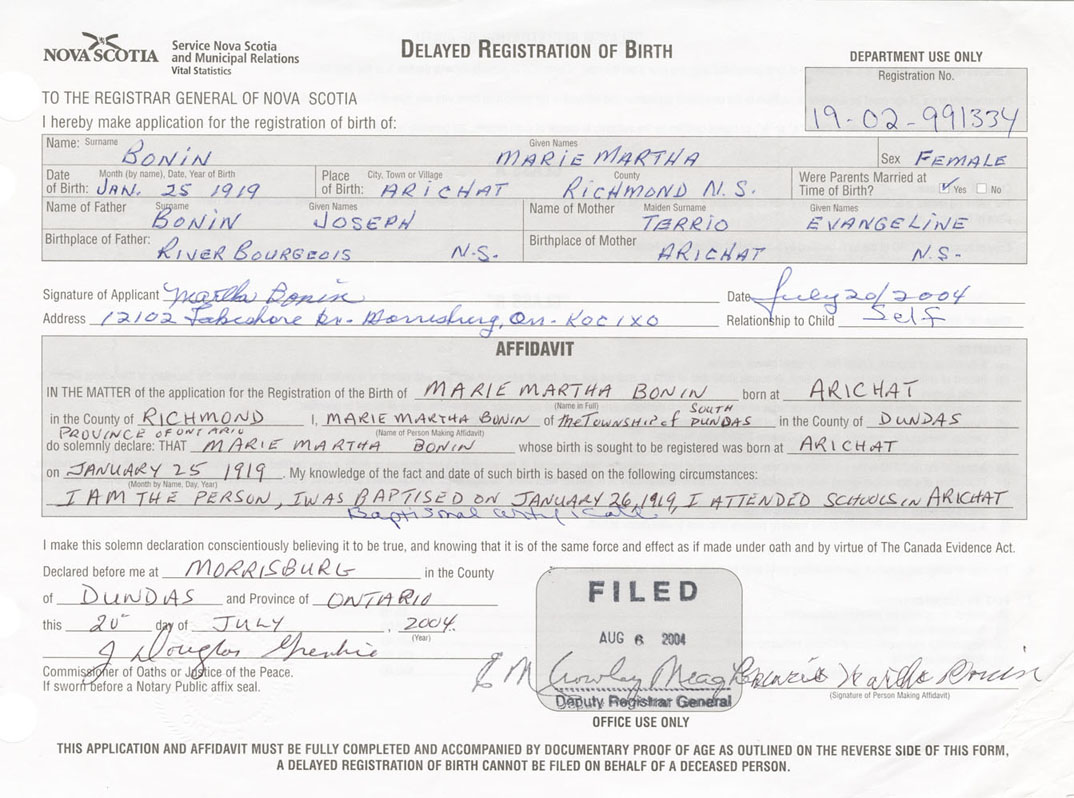 NOVA SCOTIA
Service Nova Scotia
and Municipal Relations
Vital Statistics
DELAYED REGISTRATION OF BIRTH
DEPARTMENT USE ONLY
Registration No.
19-02-991334
TO THE REGISTRAR GENERAL OF NOVA SCOTIA
I hereby make application for the registration of birth of:
Name: Surname BONIN Given Names MARIE MARTHA Sex FEMALE
Date of Birth: Month (by name), Date, Year of Birth JAN. 25 1919 Place of Birth: City, Town or Village ARICHAT County RICHMOND N.S. Were Parents Married at Time of Birth? Yes No
Name of Father Surname BONIN Given Names JOSEPH Name of Mother Maiden Surname TERRIO Given Names EVANGELINE
Birthplace of Father: RIVER BOURGEOIS N.S. Birthplace of Mother ARICHAT N.S.
Signature of Applicant Martha Bonin Date July 20/2004
Address 12102 Lakeshore Dr. Morrisburg, On. K0C1X0 Relationship to Child Self
AFFIDAVIT
IN THE MATTER of the application for the Registration of the Birth of MARIE MARTHA BONIN born at ARICHAT
(Name in Full)
in the County of RICHMOND I, MARIE MARTHA BONIN of the TOWNSHIP of SOUTH DUNDAS in the County of DUNDAS
PROVINCE OF ONTARIO (Name of Person Making Affidavit)
do solemnly declare: THAT MARIE MARTHA BONIN whose birth is sought to be registered was born at ARICHAT
on JANUARY 25 1919. My knowledge of the fact and date of such birth is based on the following circumstances:
(Month by Name, Day, Year)
I AM THE PERSON, I WAS BAPTISED ON JANUARY 26, 1919, I ATTENDED SCHOOLS IN ARICHAT
Baptismal Certificate
I make this solemn declaration conscientiously believing it to be true, and knowing that it is of the same force and effect as if made under oath and by virtue of The Canada Evidence Act.
Declared before me at MORRISBURG in the County
of DUNDAS and Province of ONTARIO
this 20 day of JULY, 2004.
(Year)
J Douglas
Commissioner of Oaths or Justice of the Peace.
If sworn before a Notary Public affix seal.
FILED
AUG 6 2004
E M Crowley Meagher
Deputy Registrar General
OFFICE USE ONLY
Marie Martha Bonin
(Signature of Person Making Affidavit)
THIS APPLICATION AND AFFIDAVIT MUST BE FULLY COMPLETED AND ACCOMPANIED BY DOCUMENTARY PROOF OF AGE AS OUTLINED ON THE REVERSE SIDE OF THIS FORM,
A DELAYED REGISTRATION OF BIRTH CANNOT BE FILED ON BEHALF OF A DECEASED PERSON.